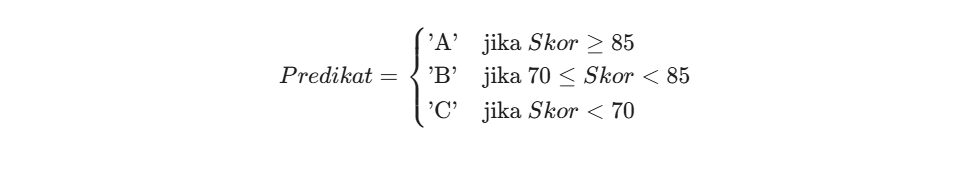 ’A’ jika Skor ≥ 85
Predikat = { ’B’ jika 70 ≤ Skor < 85
’C’ jika Skor < 70